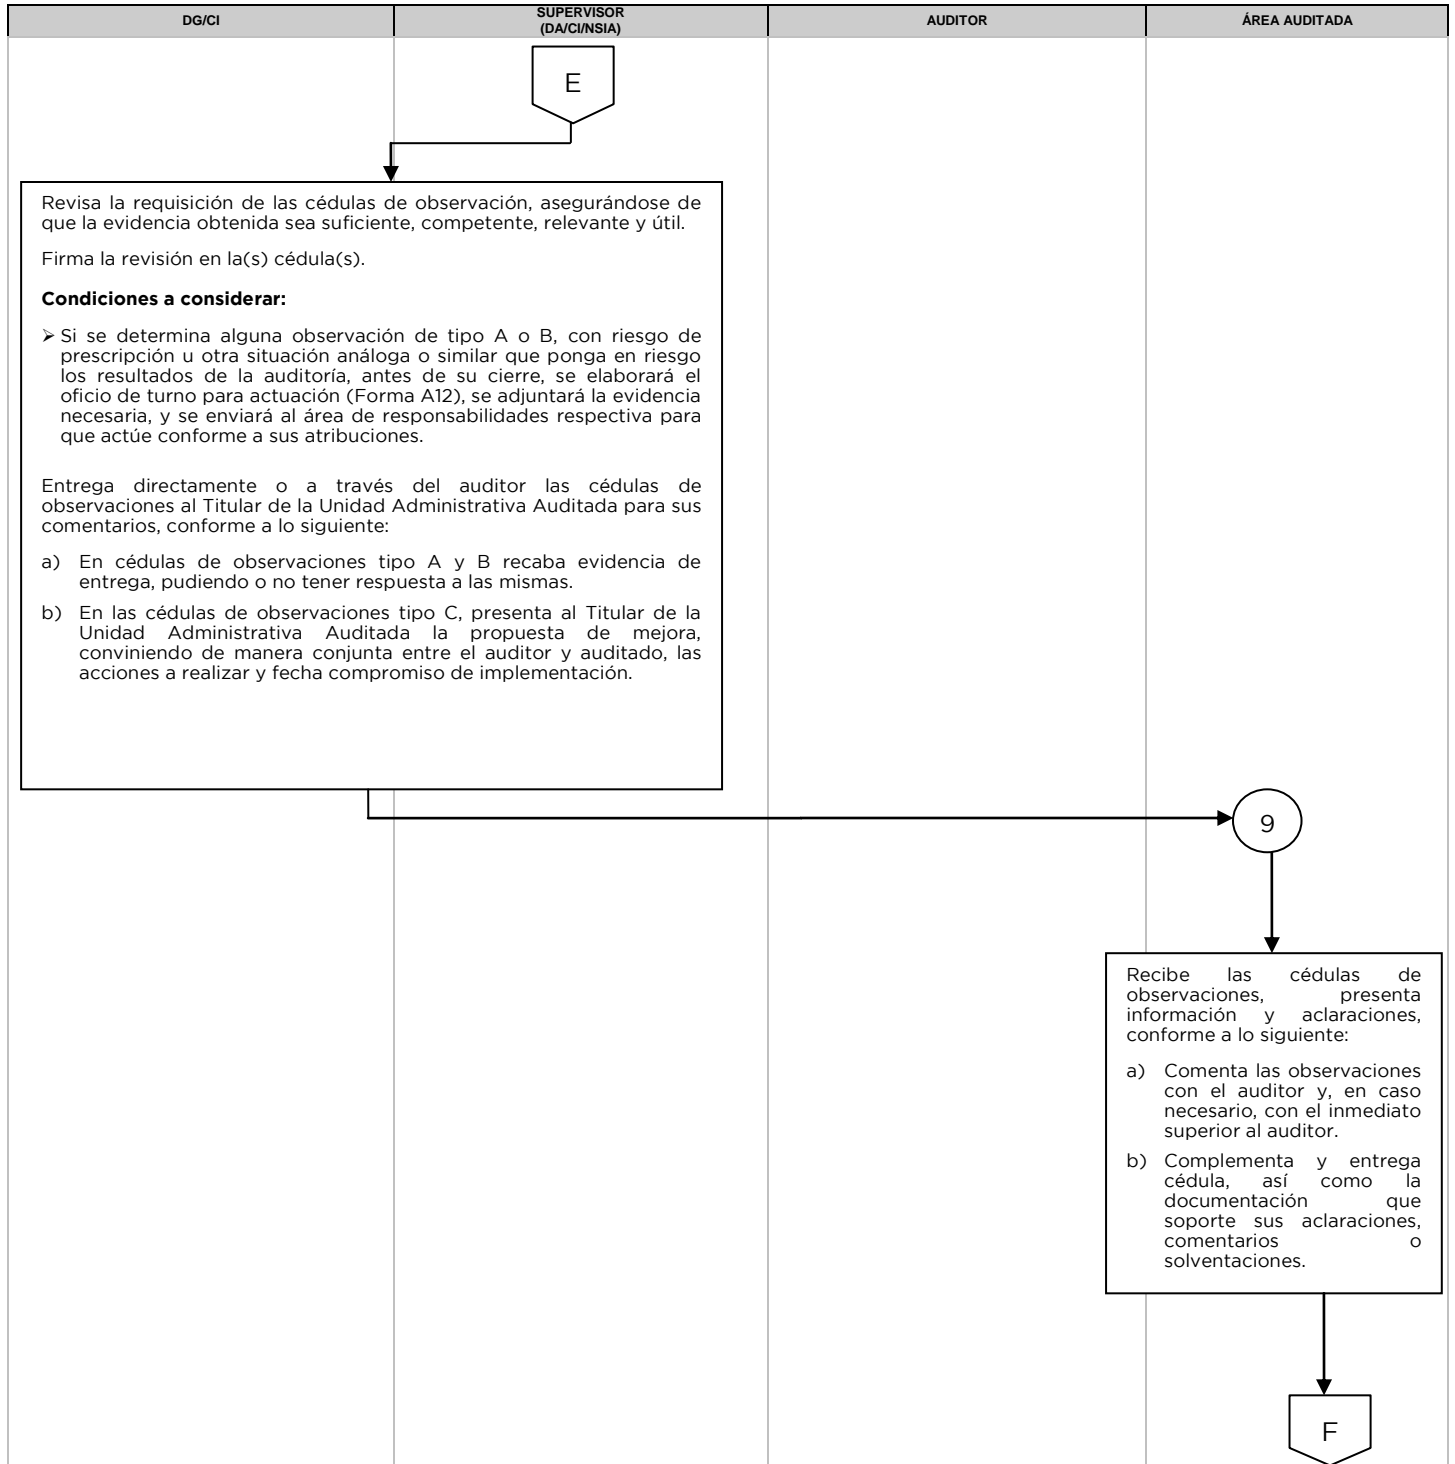 DG/CI
SUPERVISOR
(DA/CI/NSIA)
AUDITOR
ÁREA AUDITADA
E
Revisa la requisición de las cédulas de observación, asegurándose de
que la evidencia obtenida sea suficiente, competente, relevante y útil.
Firma la revisión en la(s) cédula(s).
Condiciones a considerar:
➢ Si se determina alguna observación de tipo A o B, con riesgo de
prescripción u otra situación análoga o similar que ponga en riesgo
los resultados de la auditoría, antes de su cierre, se elaborará el
oficio de turno para actuación (Forma A12), se adjuntará la evidencia
necesaria, y se enviará al área de responsabilidades respectiva para
que actúe conforme a sus atribuciones.
Entrega directamente o a través del auditor las cédulas de
observaciones al Titular de la Unidad Administrativa Auditada para sus
comentarios, conforme a lo siguiente:
a) En cédulas de observaciones tipo A y B recaba evidencia de
entrega, pudiendo o no tener respuesta a las mismas.
b) En las cédulas de observaciones tipo C, presenta al Titular de la
Unidad Administrativa Auditada la propuesta de mejora,
conviniendo de manera conjunta entre el auditor y auditado, las
acciones a realizar y fecha compromiso de implementación.
9
Recibe las cédulas de
observaciones, presenta
información y aclaraciones,
conforme a lo siguiente:
a) Comenta las observaciones
con el auditor y, en caso
necesario, con el inmediato
superior al auditor.
b) Complementa y entrega
cédula, así como la
documentación que
soporte sus aclaraciones,
comentarios o
solventaciones.
F